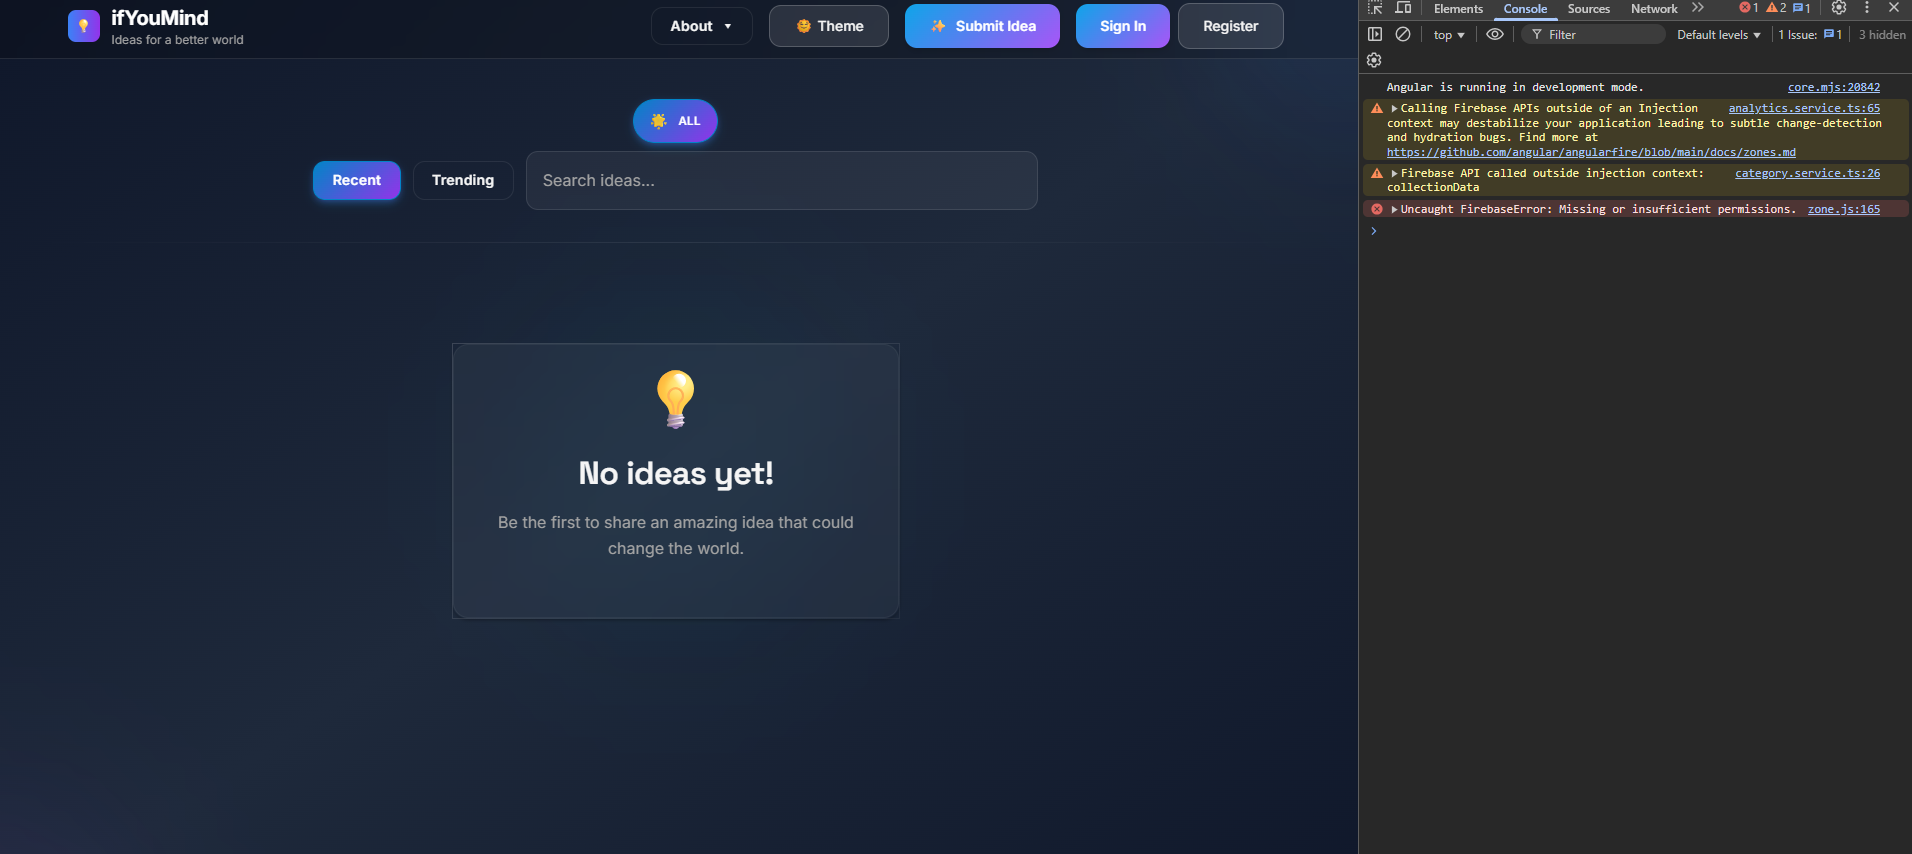 ifYouMind
Ideas for a better world
About ▼
Theme
Submit Idea
Sign In
Register
ALL
Recent
Trending
Search ideas...
No ideas yet!
Be the first to share an amazing idea that could
change the world.
Elements
Console
Sources
Network
1
2
1
top ▼
Filter
Default levels ▼
1 Issue: 1
3 hidden
Angular is running in development mode. core.mjs:20842
Calling Firebase APIs outside of an Injection analytics.service.ts:65
context may destabilize your application leading to subtle change-detection
and hydration bugs. Find more at
https://github.com/angular/angularfire/blob/main/docs/zones.md
Firebase API called outside injection context: category.service.ts:26
collectionData
Uncaught FirebaseError: Missing or insufficient permissions. zone.js:165